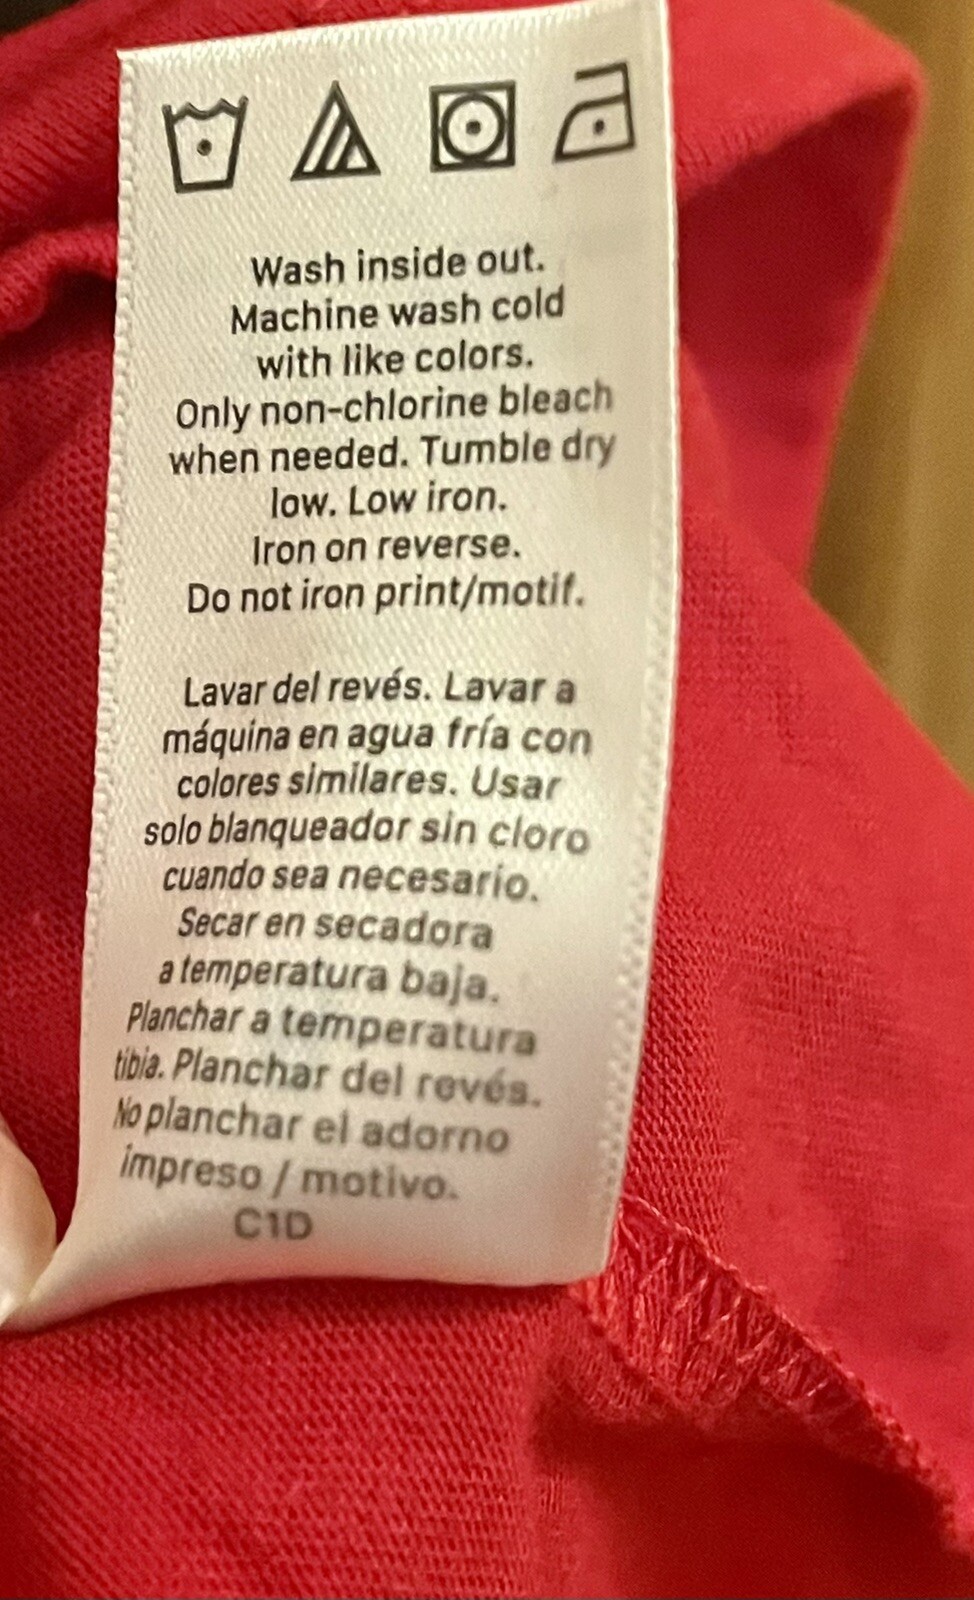 Wash inside out.
Machine wash cold
with like colors.
Only non-chlorine bleach
when needed. Tumble dry
low. Low iron.
Iron on reverse.
Do not iron print/motif.
Lavar del revés. Lavar a
máquina en agua fría con
colores similares. Usar
solo blanqueador sin cloro
cuando sea necesario.
Secar en secadora
a temperatura baja.
Planchar a temperatura
tibia. Planchar del revés.
No planchar el adorno
impreso / motivo.
C1D